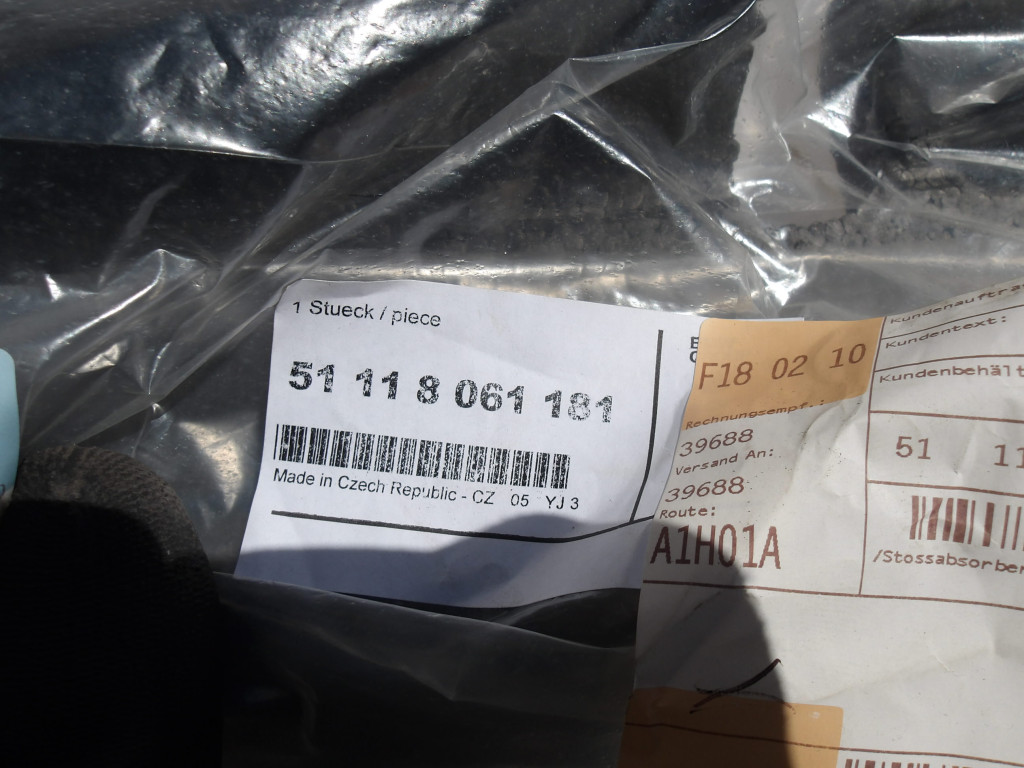 1 Stueck / piece
51 11 8 061 181
Made in Czech Republic - CZ 05 YJ 3
F18 02 10
Rechnungsempf.:
39688
Versand An:
39688
Route:
A1H01A
Kundenauftra
Kundentext:
Kundenbehält
51 11
/Stossabsorber